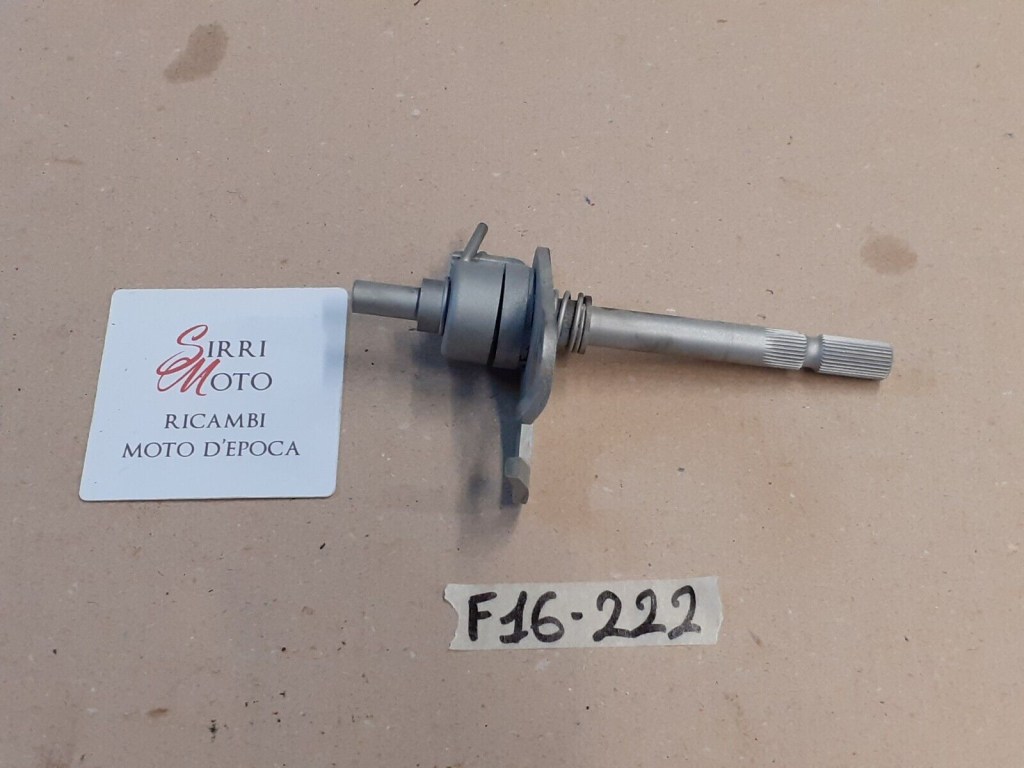 SIRRI
MOTO
RICAMBI
MOTO D'EPOCA
F16-222